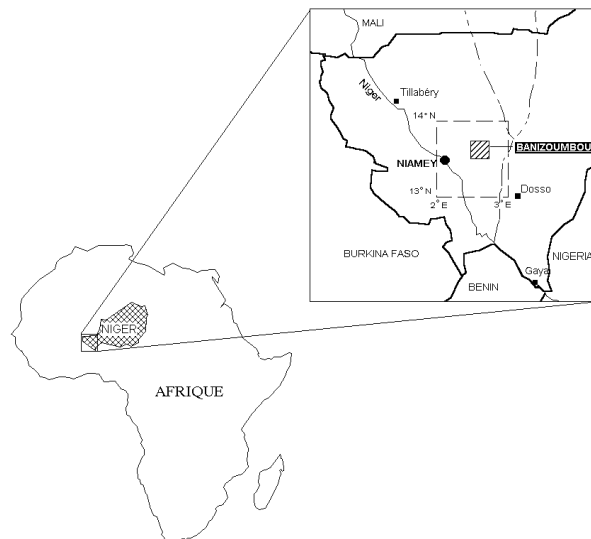 MALI
Niger
Tillabéry
14° N
BANIZOUMBOU
NIAMEY
13° N
2° E
3° E
Dosso
BURKINA FASO
NIGERIA
Gaya
BENIN
NIGER
AFRIQUE